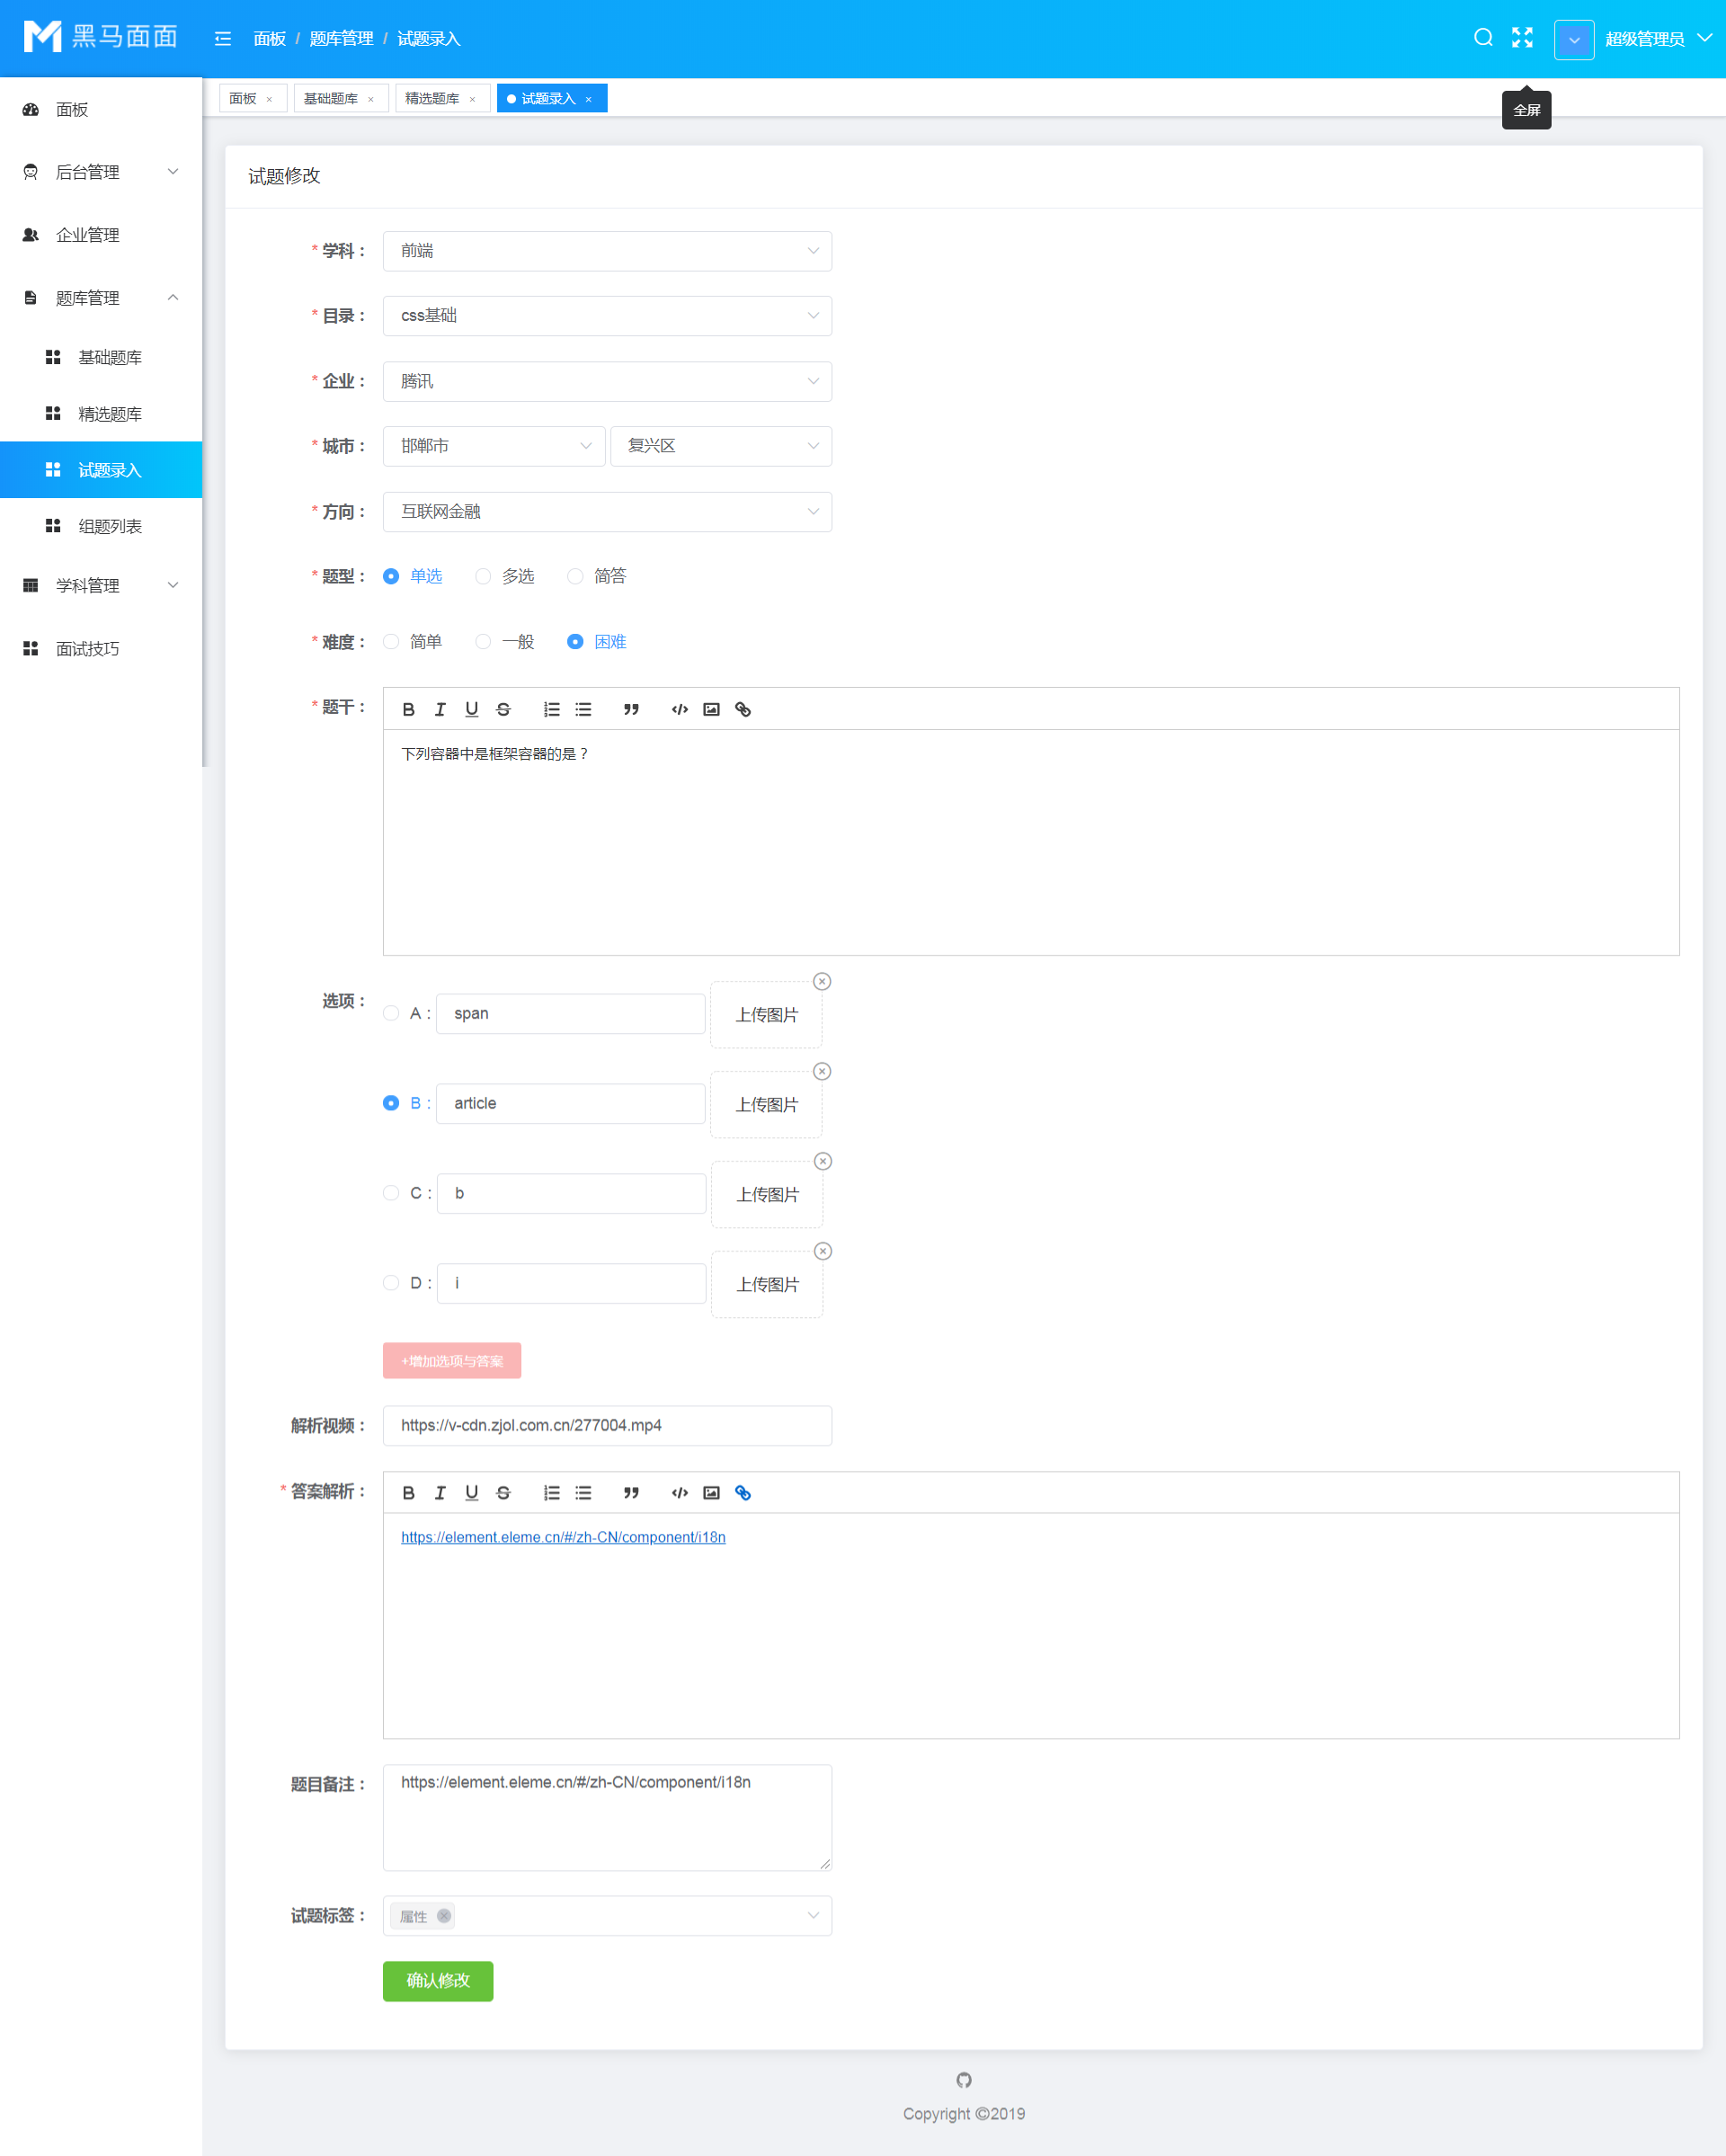 黑马面面
面板 / 题库管理 / 试题录入
超级管理员
面板 ×
基础题库 ×
精选题库 ×
试题录入 ×
全屏
面板
后台管理
企业管理
题库管理
基础题库
精选题库
试题录入
组题列表
学科管理
面试技巧
试题修改
* 学科： 前端
* 目录： css基础
* 企业： 腾讯
* 城市： 邯郸市 复兴区
* 方向： 互联网金融
* 题型： 单选 多选 简答
* 难度： 简单 一般 困难
* 题干：
下列容器中是框架容器的是？
选项：
A： span 上传图片
B： article 上传图片
C： b 上传图片
D： i 上传图片
+增加选项与答案
解析视频： https://v-cdn.zjol.com.cn/277004.mp4
* 答案解析：
https://element.eleme.cn/#/zh-CN/component/i18n
题目备注： https://element.eleme.cn/#/zh-CN/component/i18n
试题标签： 属性
确认修改
Copyright ©2019